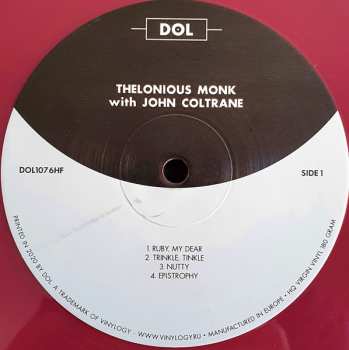 DOL
THELONIOUS MONK
with JOHN COLTRANE
DOL1076HF
SIDE 1
1. RUBY, MY DEAR
2. TRINKLE, TINKLE
3. NUTTY
4. EPISTROPHY
PRINTED IN 2020 BY DOL, A TRADEMARK OF VINYLOGY - WWW.VINYLOGY.RU • MANUFACTURED IN EUROPE • HQ VIRGIN VINYL 180 GRAM